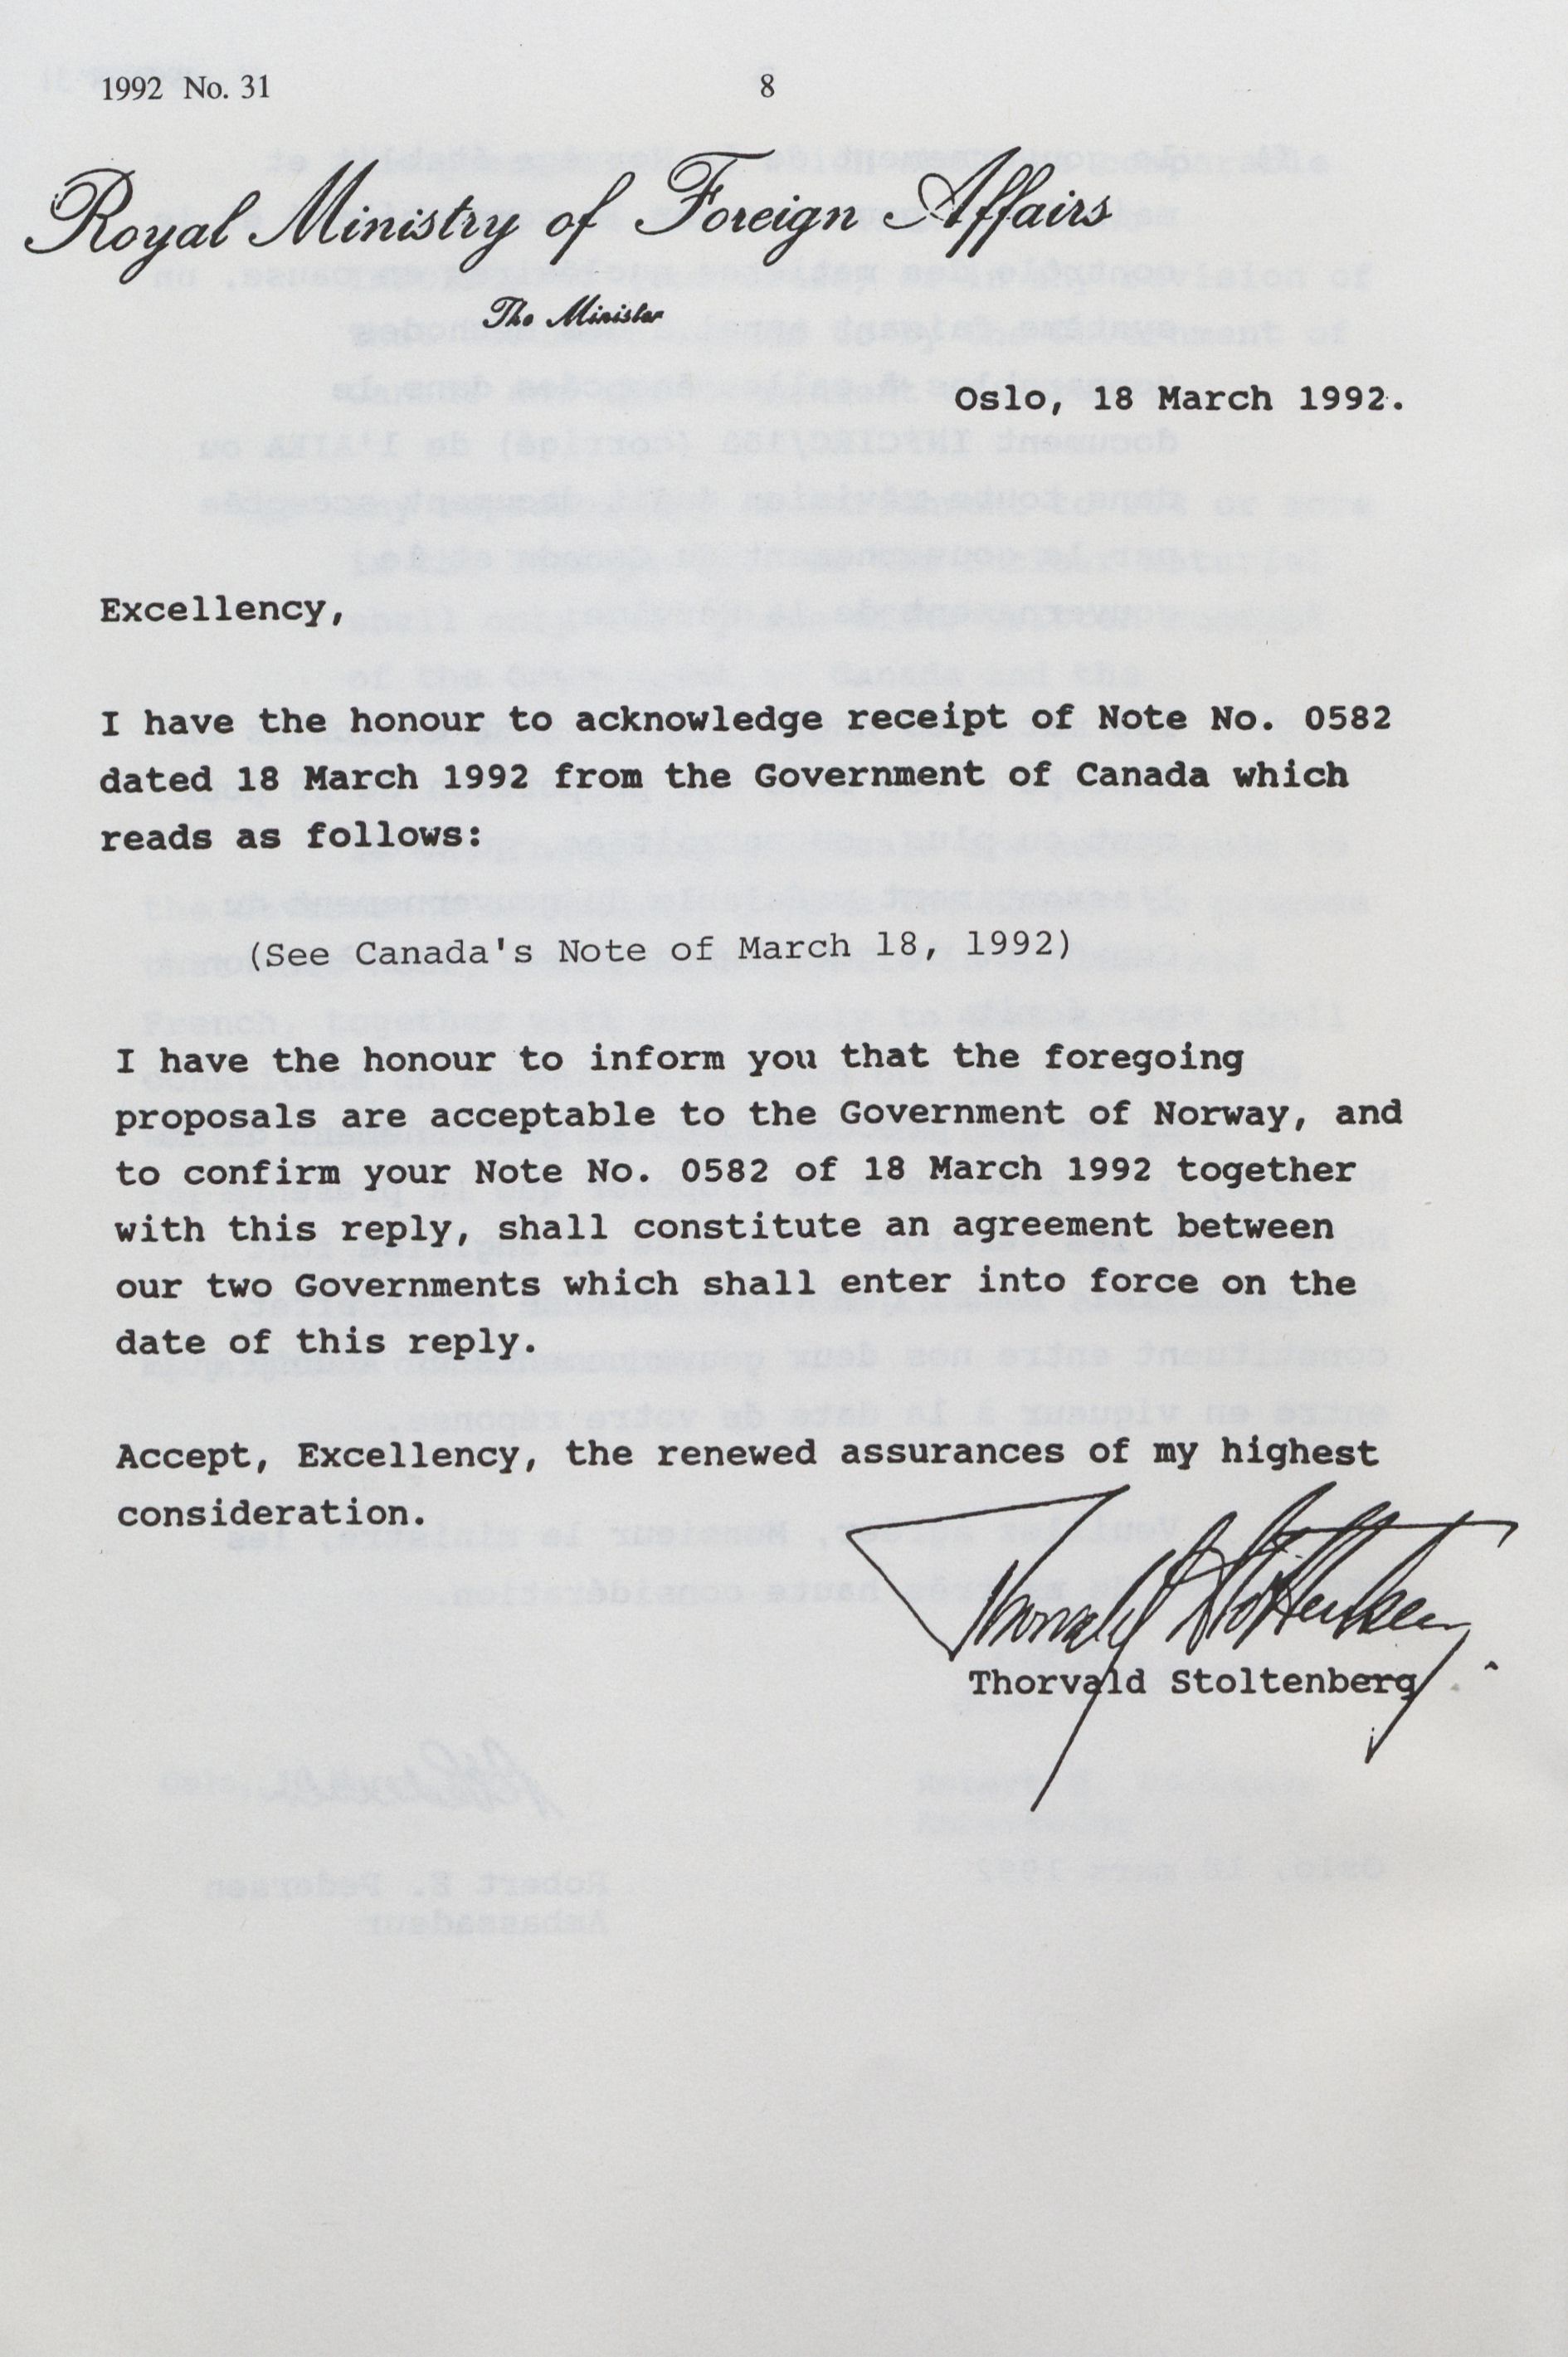 1992 No. 31
8
Royal Ministry of Foreign Affairs
The Minister
Oslo, 18 March 1992.
Excellency,
I have the honour to acknowledge receipt of Note No. 0582
dated 18 March 1992 from the Government of Canada which
reads as follows:
(See Canada's Note of March 18, 1992)
I have the honour to inform you that the foregoing
proposals are acceptable to the Government of Norway, and
to confirm your Note No. 0582 of 18 March 1992 together
with this reply, shall constitute an agreement between
our two Governments which shall enter into force on the
date of this reply.
Accept, Excellency, the renewed assurances of my highest
consideration.
Thorvald Stoltenberg
Thorvald Stoltenberg